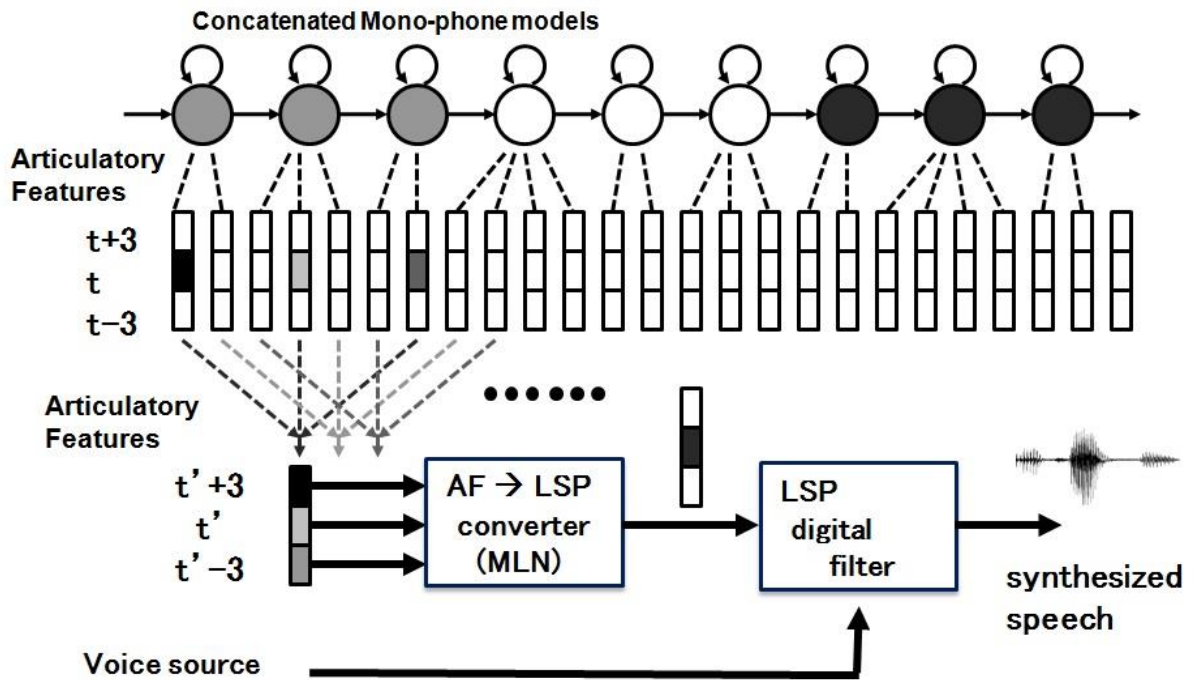 Concatenated Mono-phone models
Articulatory
Features
t+3
t
t-3
Articulatory
Features
t'+3
t'
t'-3
AF → LSP
converter
(MLN)
LSP
digital
filter
synthesized
speech
Voice source